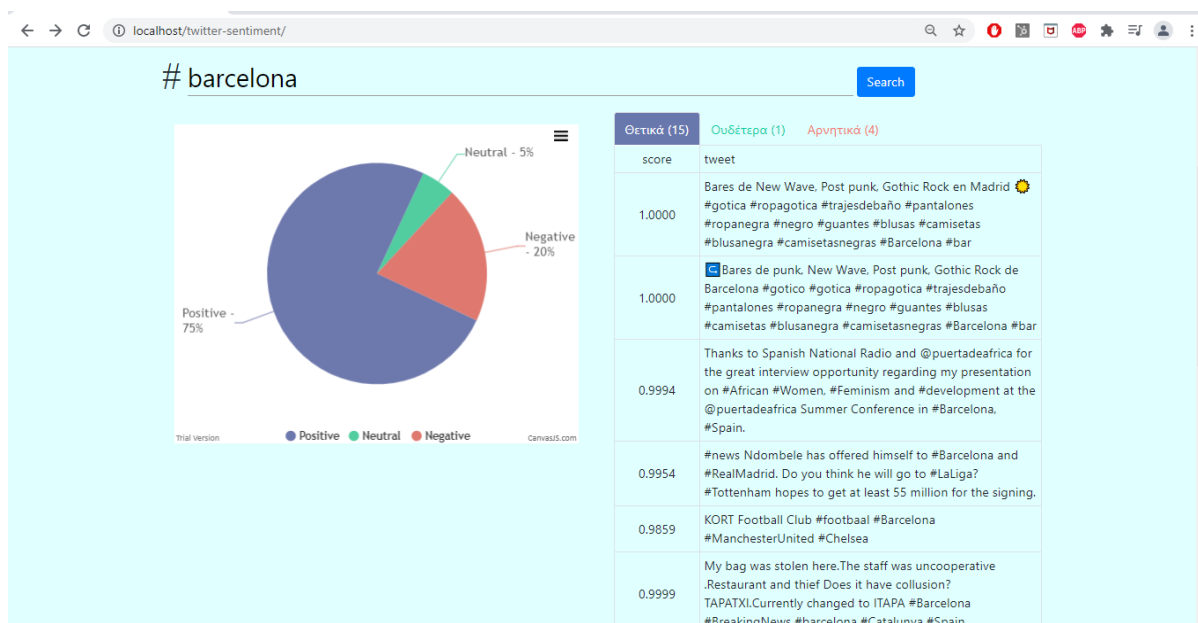 localhost/twitter-sentiment/
ABP
# barcelona
Search
Neutral - 5%
Negative
- 20%
Positive -
75%
Positive Neutral Negative
Trial Version
CanvasJS.com
Θετικά (15) Ουδέτερα (1) Αρνητικά (4)
score tweet
1.0000
Bares de New Wave, Post punk, Gothic Rock en Madrid
#gotica #ropagotica #trajesdebaño #pantalones
#ropanegra #negro #guantes #blusas #camisetas
#blusanegra #camisetasnegras #Barcelona #bar
1.0000
Bares de punk, New Wave, Post punk, Gothic Rock de
Barcelona #gotico #gotica #ropagotica #trajesdebaño
#pantalones #ropanegra #negro #guantes #blusas
#camisetas #blusanegra #camisetasnegras #Barcelona #bar
0.9994
Thanks to Spanish National Radio and @puertadeafrica for
the great interview opportunity regarding my presentation
on #African #Women, #Feminism and #development at the
@puertadeafrica Summer Conference in #Barcelona,
#Spain.
0.9954
#news Ndombele has offered himself to #Barcelona and
#RealMadrid. Do you think he will go to #LaLiga?
#Tottenham hopes to get at least 55 million for the signing.
0.9859
KORT Football Club #footbaal #Barcelona
#ManchesterUnited #Chelsea
0.9999
My bag was stolen here.The staff was uncooperative
.Restaurant and thief Does it have collusion?
TAPATXI.Currently changed to ITAPA #Barcelona
#BreakingNews #barcelona #Catalunya #Spain